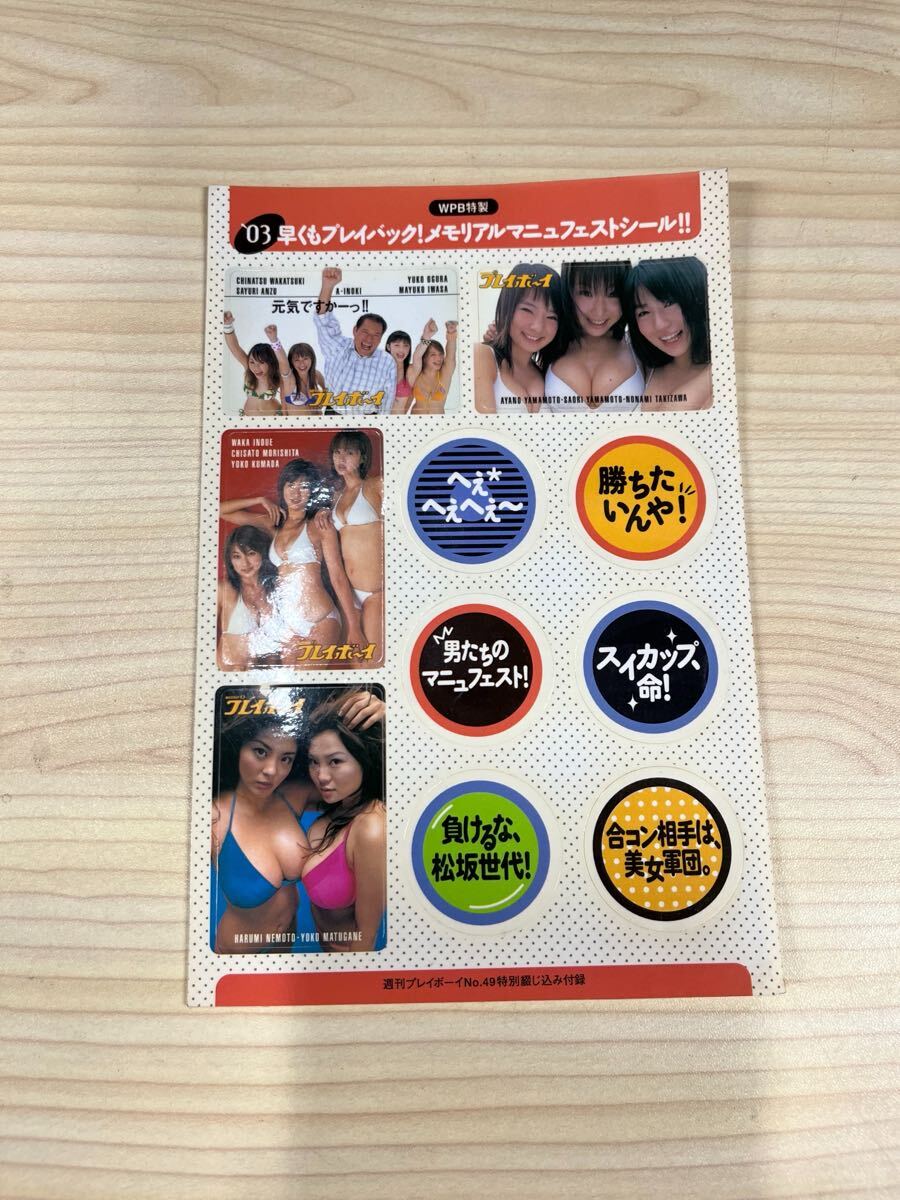 WPB特製
'03 早くもプレイバック!メモリアルマニュフェストシール!!
CHINATSU WAKATSUKI
SAYURI ANZU
A-INOKI
YUKO OGURA
MAYUKO IWASA
元気ですかーっ!!
プレイボーイ
プレイボーイ
AYANO YAMAMOTO・SAORI YAMAMOTO・NONAMI TAKIZAWA
WAKA INOUE
CHISATO MORISHITA
YOKO KUMADA
プレイボーイ
へぇ*
へぇへぇ〜
勝ちた
いんや!
男たちの
マニュフェスト!
スイカップ、
命!
プレイボーイ
HARUMI NEMOTO・YOKO MATUGANE
負けるな、
松坂世代!
合コン相手は、
美女軍団。
週刊プレイボーイNo.49特別綴じ込み付録